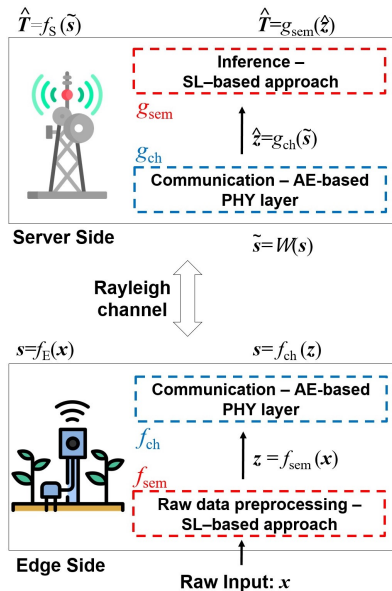 T̂=f_S(s̃)
T̂=g_sem(ẑ)
Inference –
SL–based approach
g_sem
ẑ=g_ch(s̃)
g_ch
Communication – AE-based
PHY layer
Server Side
s̃=W(s)
Rayleigh
channel
s=f_E(x)
s=f_ch(z)
Communication – AE-based
PHY layer
f_ch
z = f_sem(x)
f_sem
Raw data preprocessing –
SL–based approach
Edge Side
Raw Input: x